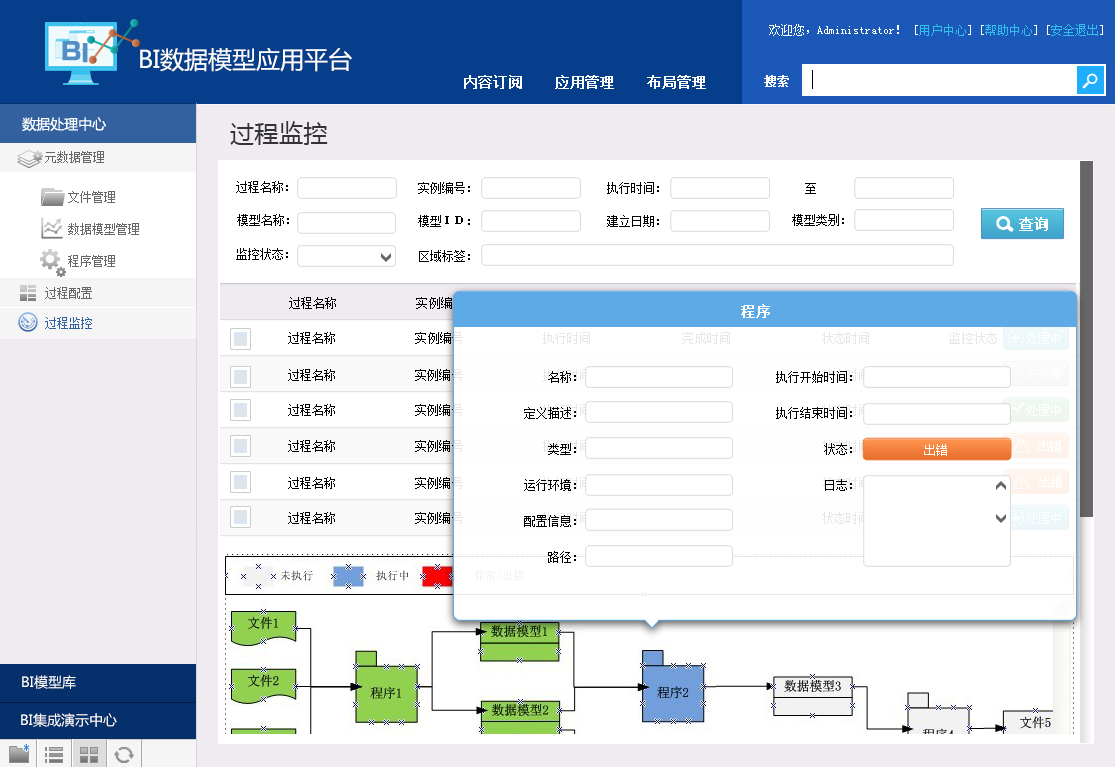 欢迎您，Administrator！ [用户中心] [帮助中心] [安全退出]
BI
BI数据模型应用平台
内容订阅 应用管理 布局管理 搜索
数据处理中心
元数据管理
文件管理
数据模型管理
程序管理
过程配置
过程监控
BI模型库
BI集成演示中心
过程监控
过程名称： 实例编号： 执行时间： 至
模型名称： 模型ＩＤ： 建立日期： 模型类别：
监控状态： 区域标签：
查询
过程名称 实例编
过程名称 实例编号 执行时间 完成时间 状态时间 监控状态 处理中
过程名称 实例编号
过程名称 实例编号 处理中
过程名称 实例编号 出错
过程名称 实例编号 出错
过程名称 实例编号 状态时间 处理中
程序
名称： 执行开始时间：
定义描述： 执行结束时间：
类型： 状态： 出错
运行环境： 日志：
配置信息：
路径：
未执行 执行中 异常/出错
文件1
文件2
程序1
数据模型1
数据模型2
程序2
数据模型3
程序4
文件5